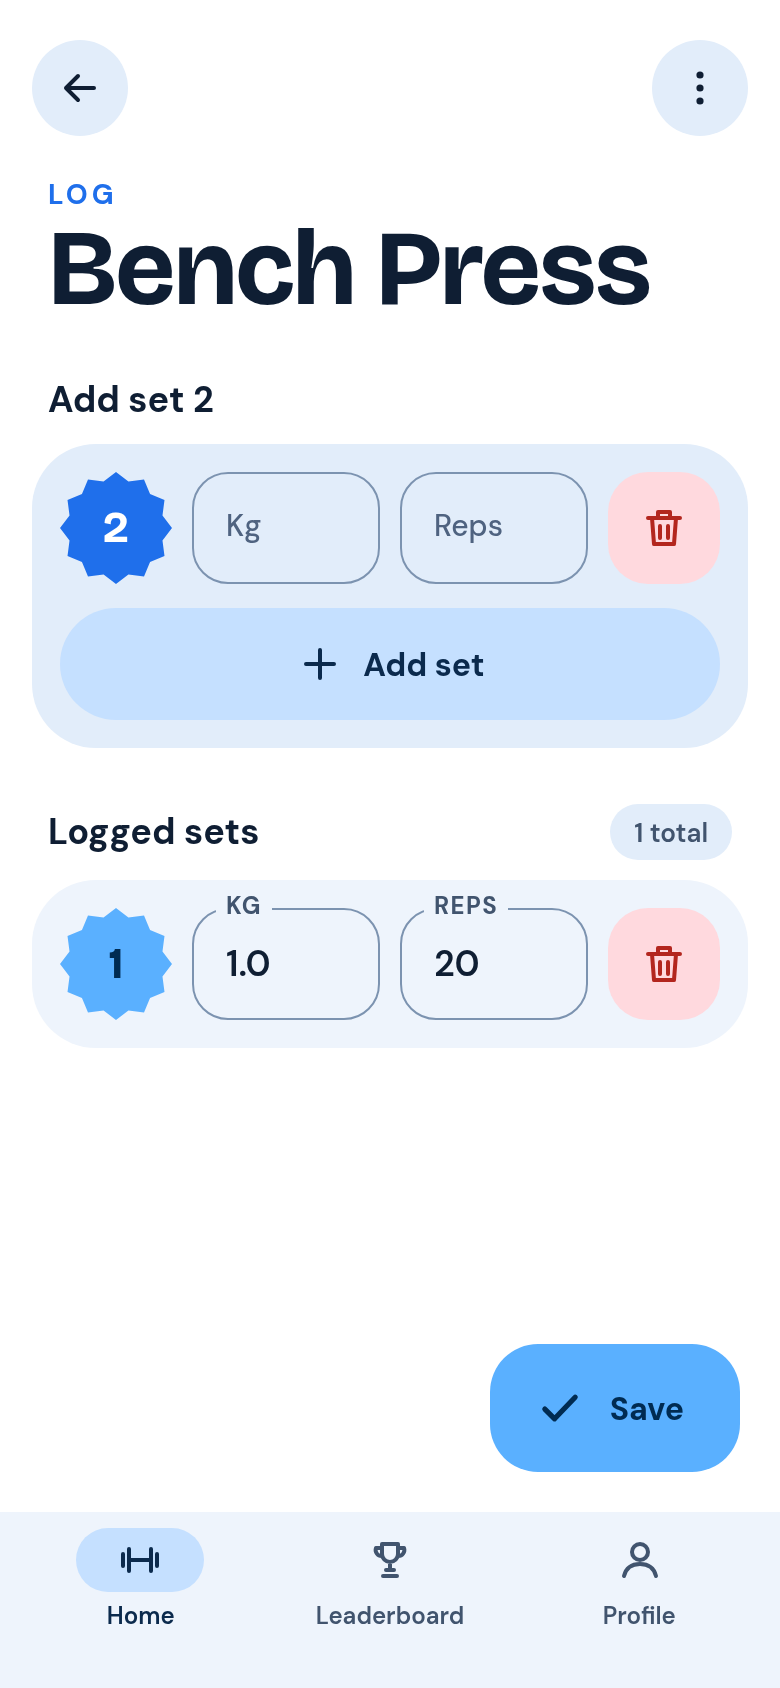 LOG
Bench Press
Add set 2
2 Kg Reps
Add set
Logged sets 1 total
KG REPS
1 1.0 20
Save
Home Leaderboard Profile